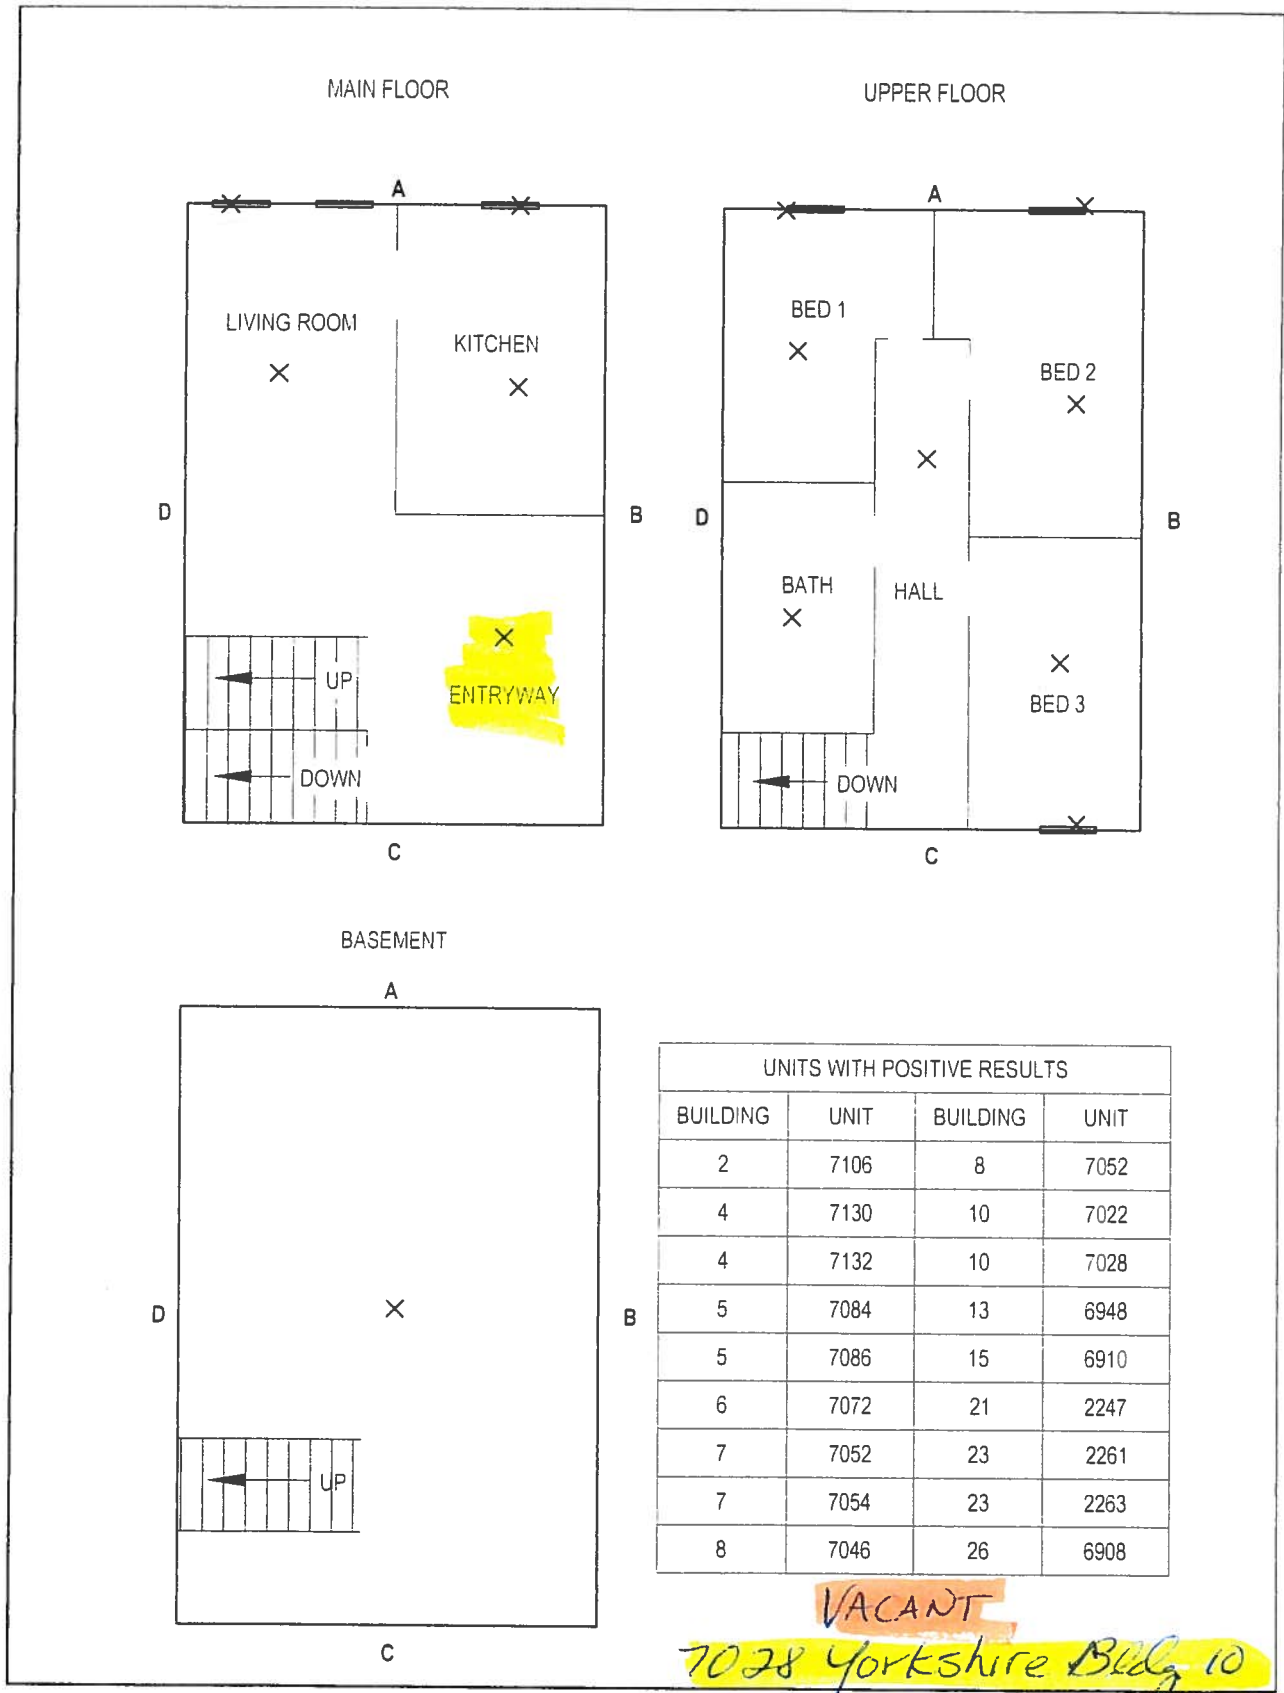 MAIN FLOOR
A
LIVING ROOM
KITCHEN
D
B
UP
ENTRYWAY
DOWN
C
UPPER FLOOR
A
BED 1
BED 2
D
B
BATH
HALL
BED 3
DOWN
C
BASEMENT
A
D
B
UP
C
UNITS WITH POSITIVE RESULTS
BUILDING UNIT BUILDING UNIT
2 7106 8 7052
4 7130 10 7022
4 7132 10 7028
5 7084 13 6948
5 7086 15 6910
6 7072 21 2247
7 7052 23 2261
7 7054 23 2263
8 7046 26 6908
VACANT
7028 Yorkshire Bldg 10